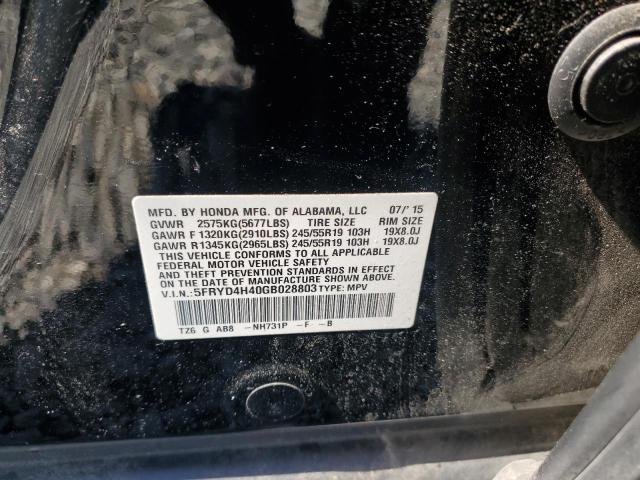 MFD. BY HONDA MFG. OF ALABAMA, LLC 07/'15
GVWR 2575KG(5677LBS) TIRE SIZE RIM SIZE
GAWR F 1320KG(2910LBS) 245/55R19 103H 19X8.0J
GAWR R 1345KG(2965LBS) 245/55R19 103H 19X8.0J
THIS VEHICLE CONFORMS TO ALL APPLICABLE
FEDERAL MOTOR VEHICLE SAFETY
AND THEFT PREVENTION STANDARDS IN EFFECT
ON THE DATE OF MANUFACTURE SHOWN ABOVE.
V.I.N.:5FRYD4H40GB028803 TYPE: MPV
TZ6 G AB8 -NH731P -F -B